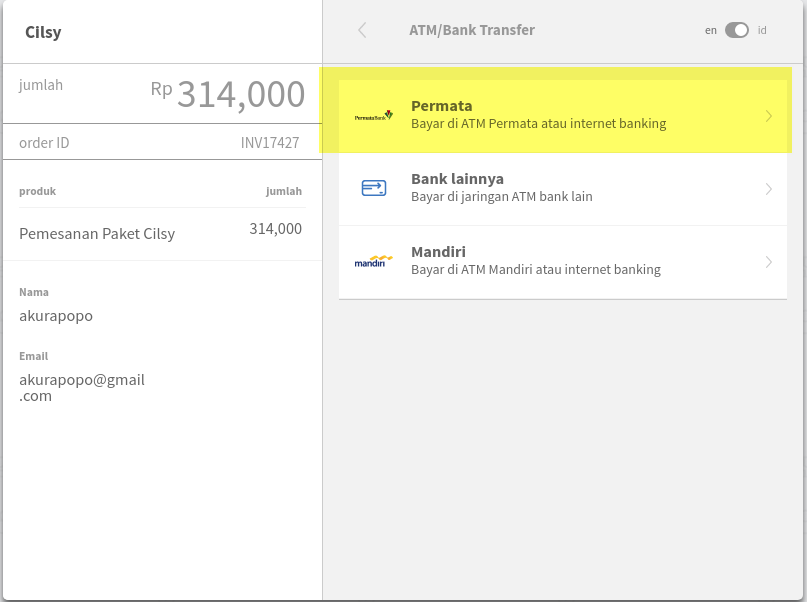 Cilsy
jumlah
Rp 314,000
order ID
INV17427
produk
jumlah
Pemesanan Paket Cilsy
314,000
Nama
akurapopo
Email
akurapopo@gmail
.com
ATM/Bank Transfer
en
id
PermataBank
Permata
Bayar di ATM Permata atau internet banking
Bank lainnya
Bayar di jaringan ATM bank lain
mandiri
Mandiri
Bayar di ATM Mandiri atau internet banking